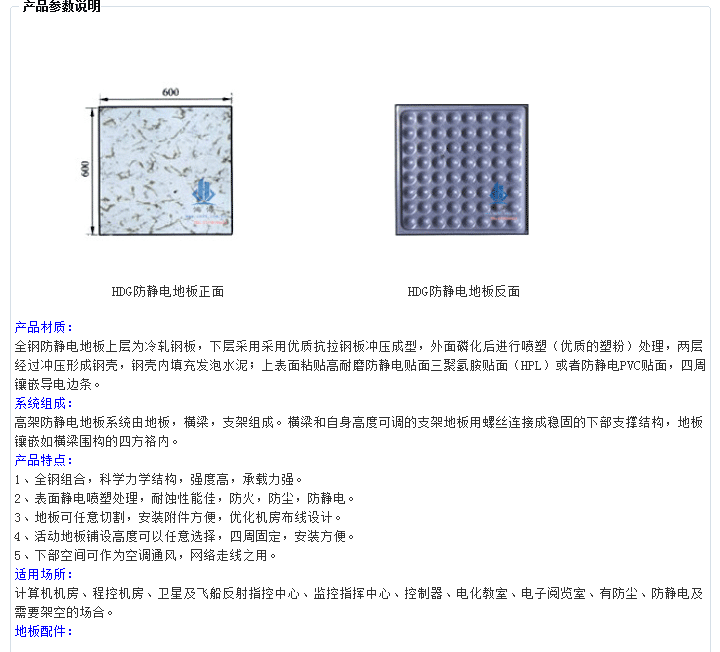 产品参数说明
600
600
HDG防静电地板正面
HDG防静电地板反面
产品材质：
全钢防静电地板上层为冷轧钢板，下层采用采用优质抗拉钢板冲压成型，外面磷化后进行喷塑（优质的塑粉）处理，两层
经过冲压形成钢壳，钢壳内填充发泡水泥；上表面粘贴高耐磨防静电贴面三聚氢胺贴面（HPL）或者防静电PVC贴面，四周
镶嵌导电边条。
系统组成：
高架防静电地板系统由地板，横梁，支架组成。横梁和自身高度可调的支架地板用螺丝连接成稳固的下部支撑结构，地板
镶嵌如横梁围构的四方格内。
产品特点：
1、全钢组合，科学力学结构，强度高，承载力强。
2、表面静电喷塑处理，耐蚀性能佳，防火，防尘，防静电。
3、地板可任意切割，安装附件方便，优化机房布线设计。
4、活动地板铺设高度可以任意选择，四周固定，安装方便。
5、下部空间可作为空调通风，网络走线之用。
适用场所：
计算机机房、程控机房、卫星及飞船反射指控中心、监控指挥中心、控制器、电化教室、电子阅览室、有防尘、防静电及
需要架空的场合。
地板配件：